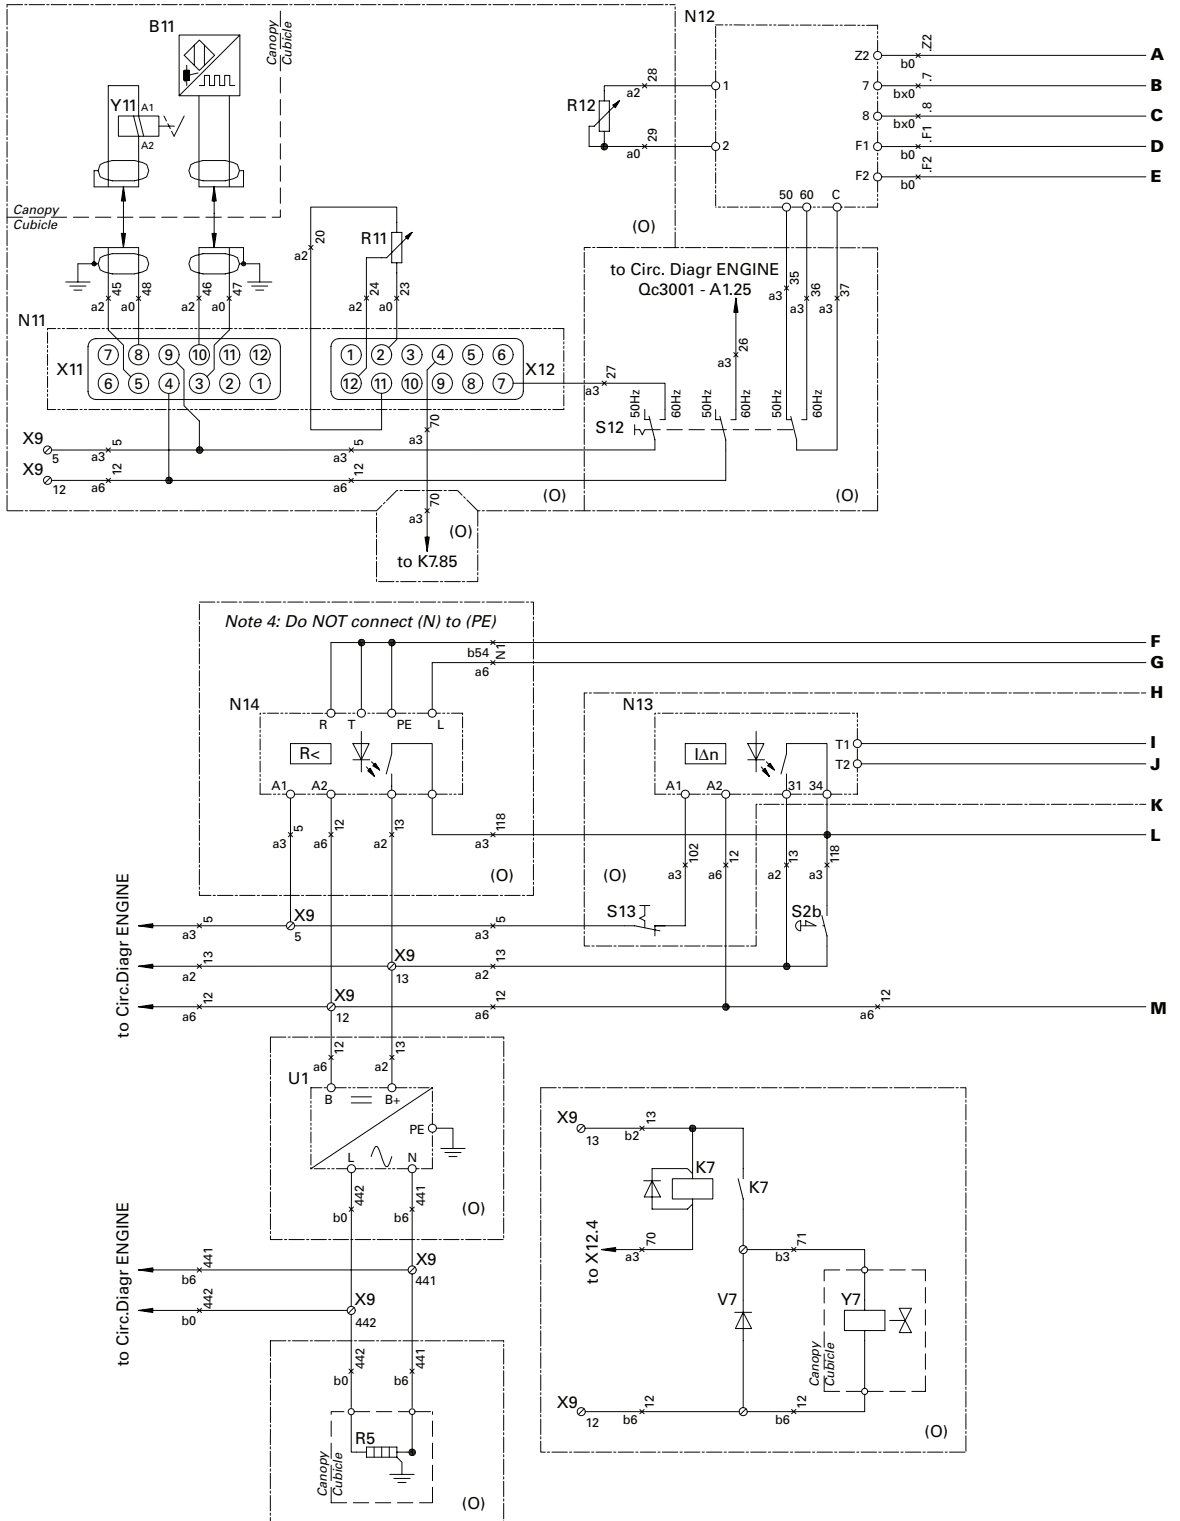 N12
B11
Canopy
Cubicle
Z2
b0
.Z2
A
28
a2
1
7
bx0
.7
B
Y11
A1
A2
R12
8
bx0
.8
C
29
a0
2
F1
b0
.F1
D
F2
b0
.F2
E
50 60 C
Canopy
Cubicle
(O)
20
a2
R11
to Circ. Diagr ENGINE
Qc3001 - A1.25
35
a3
36
a3
37
a3
45
a2
48
a0
46
a2
47
a0
24
a2
23
a0
N11
26
a3
X11
7 8 9 10 11 12
6 5 4 3 2 1
1 2 3 4 5 6
12 11 10 9 8 7
X12
27
a3
50Hz
60Hz
50Hz
60Hz
50Hz
60Hz
S12
70
a3
X9
5
a3
5
a3
5
X9
12
a6
12
a6
12
(O)
(O)
70
a3
(O)
to K7.85
Note 4: Do NOT connect (N) to (PE)
F
b54
N1
a6
G
H
N14
R T PE L
N13
R<
I∆n
T1
I
T2
J
A1 A2
A1 A2 31 34
K
5
a3
12
a6
13
a2
118
a3
L
102
a3
12
a6
13
a2
118
a3
(O)
(O)
to Circ.Diagr ENGINE
5
a3
X9
5
5
a3
S13
S2b
13
a2
X9
13
13
a2
12
a6
X9
12
12
a6
12
a6
M
12
a6
13
a2
U1
B B+
PE
L N
442
b0
441
b6
(O)
X9
13
13
b2
K7
K7
to X12.4
70
a3
71
b3
to Circ.Diagr ENGINE
441
b6
X9
441
442
b0
X9
442
V7
Y7
Canopy
Cubicle
442
b0
441
b6
X9
12
12
b6
12
b6
(O)
R5
Canopy
Cubicle
(O)